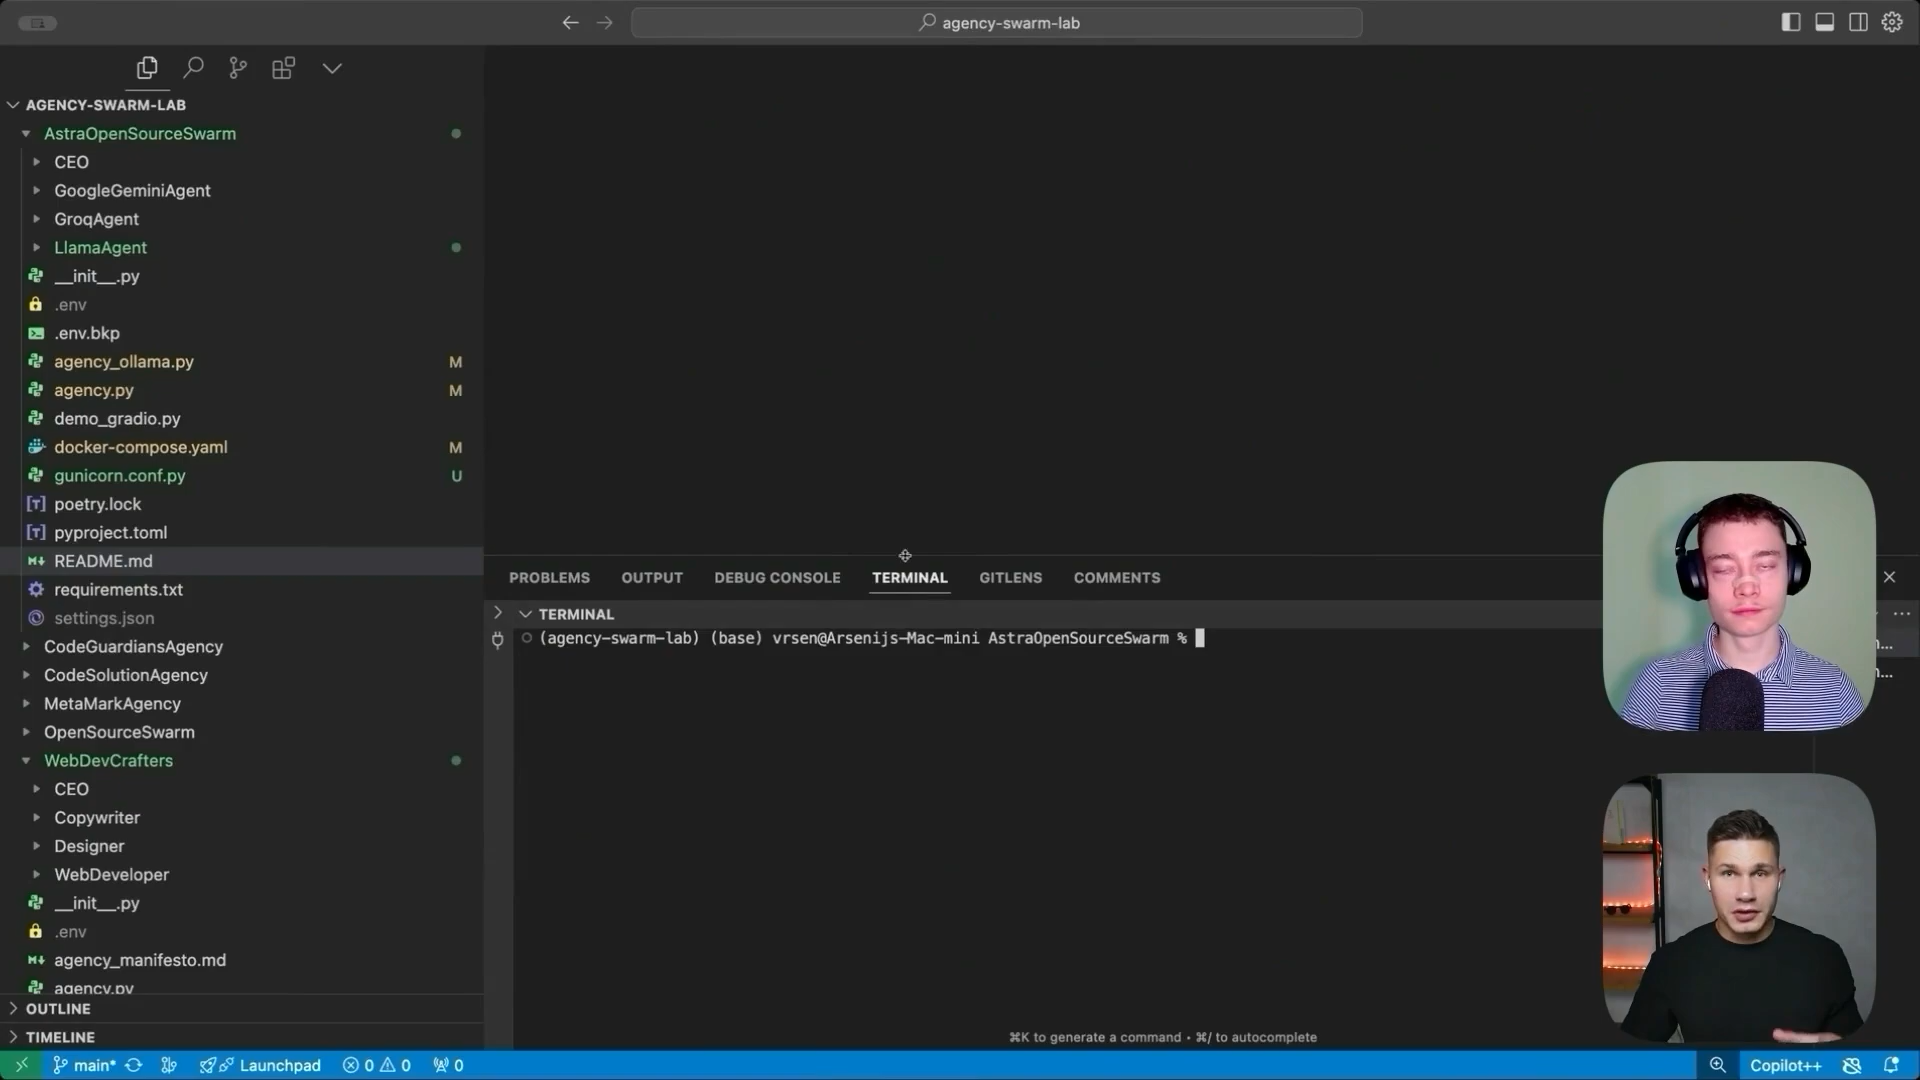 agency-swarm-lab
AGENCY-SWARM-LAB
AstraOpenSourceSwarm
CEO
GoogleGeminiAgent
GroqAgent
LlamaAgent
__init__.py
.env
.env.bkp
agency_ollama.py M
agency.py M
demo_gradio.py
docker-compose.yaml M
gunicorn.conf.py U
poetry.lock
pyproject.toml
README.md
requirements.txt
settings.json
CodeGuardiansAgency
CodeSolutionAgency
MetaMarkAgency
OpenSourceSwarm
WebDevCrafters
CEO
Copywriter
Designer
WebDeveloper
__init__.py
.env
agency_manifesto.md
agency.py
OUTLINE
TIMELINE
PROBLEMS OUTPUT DEBUG CONSOLE TERMINAL GITLENS COMMENTS
TERMINAL
(agency-swarm-lab) (base) vrsen@Arsenijs-Mac-mini AstraOpenSourceSwarm %
⌘K to generate a command • ⌘/ to autocomplete
main* Launchpad 0 0 0 Copilot++